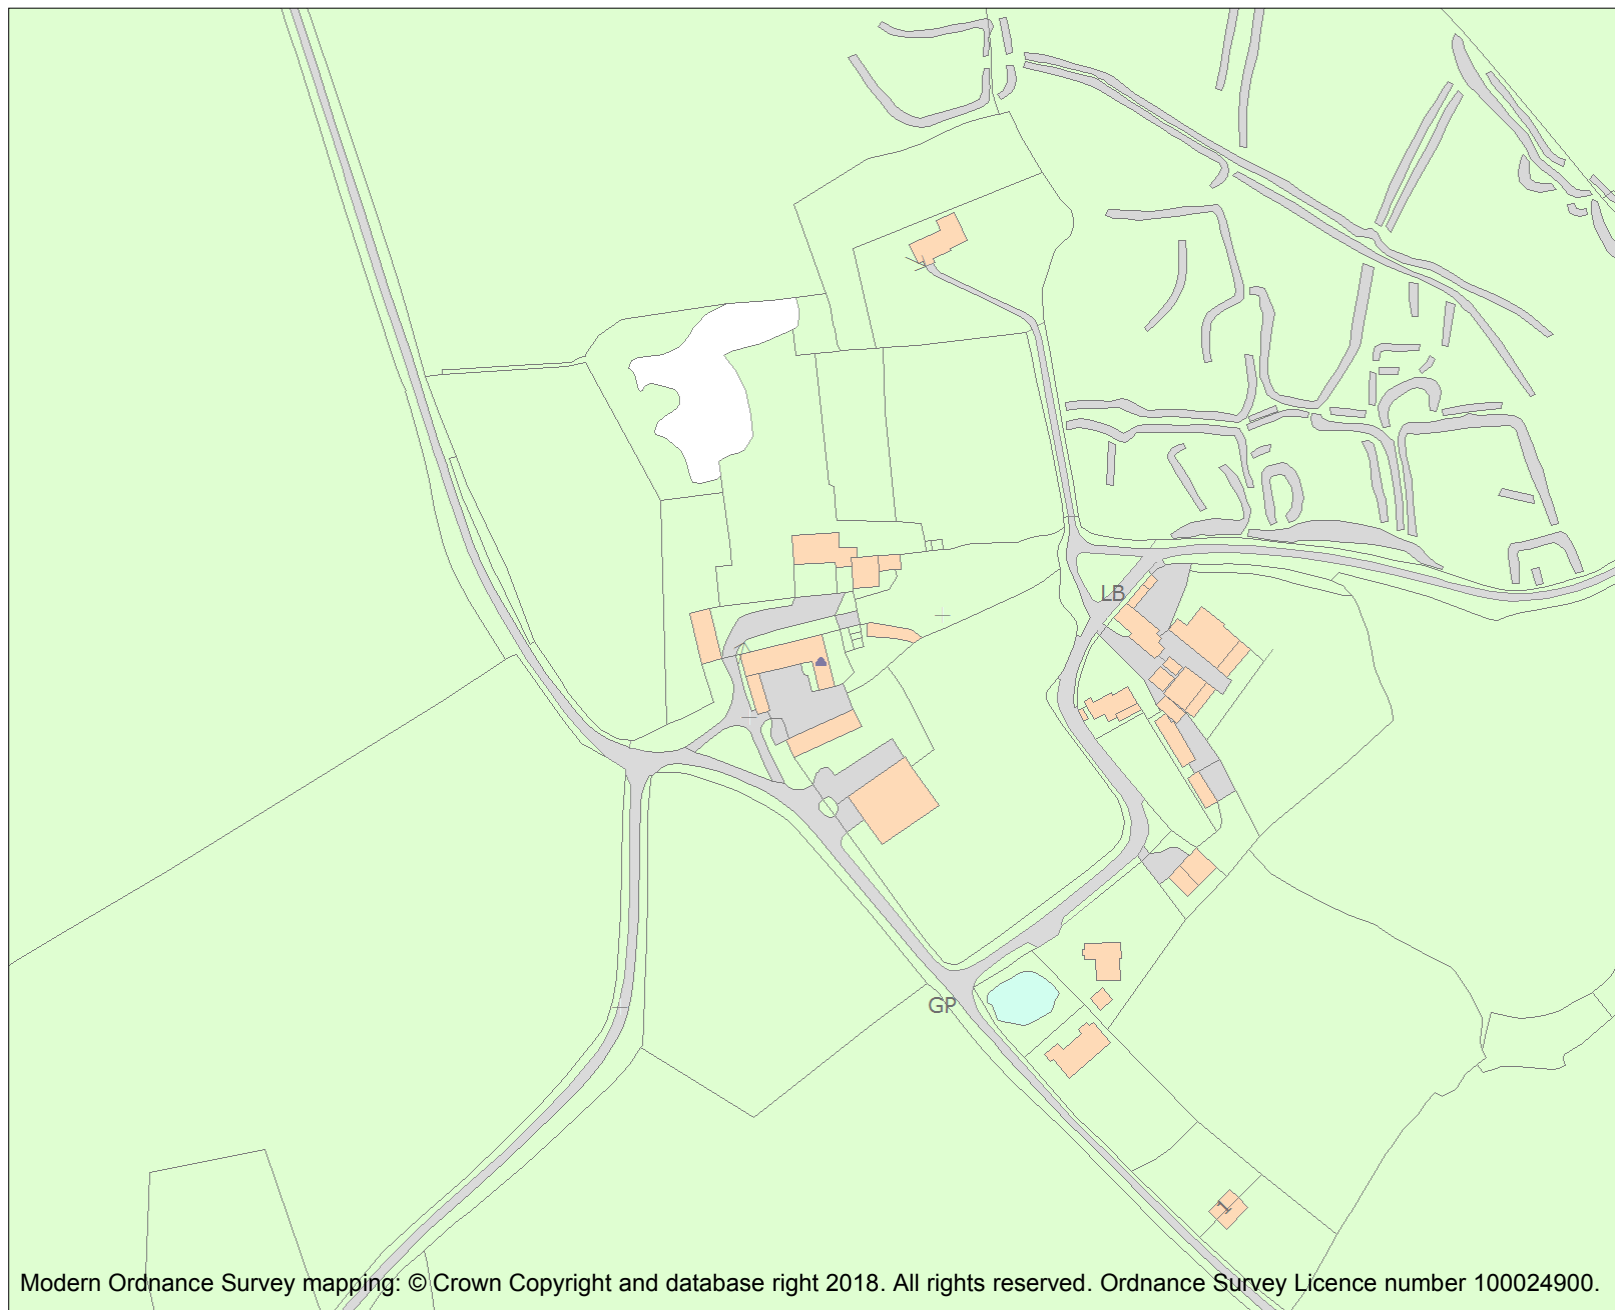 LB
GP
1
Modern Ordnance Survey mapping: © Crown Copyright and database right 2018. All rights reserved. Ordnance Survey Licence number 100024900.